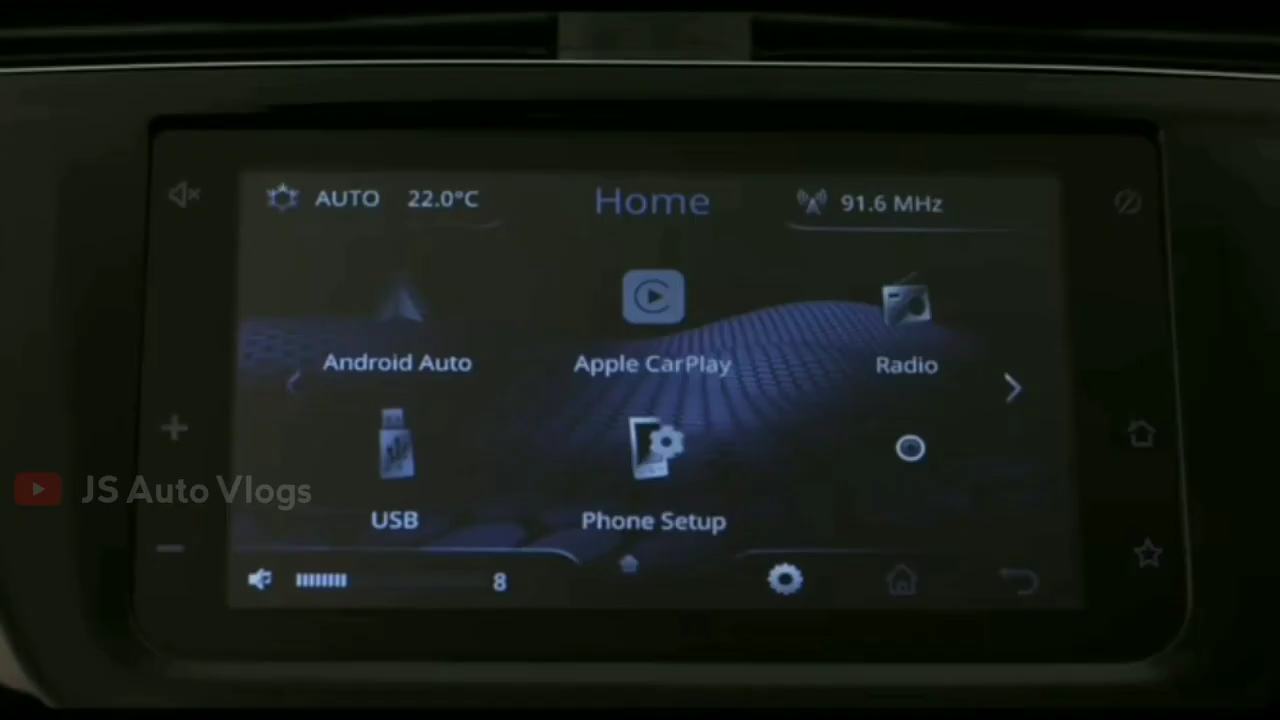 AUTO 22.0°C Home 91.6 MHz
Android Auto Apple CarPlay Radio
USB Phone Setup
8
JS Auto Vlogs